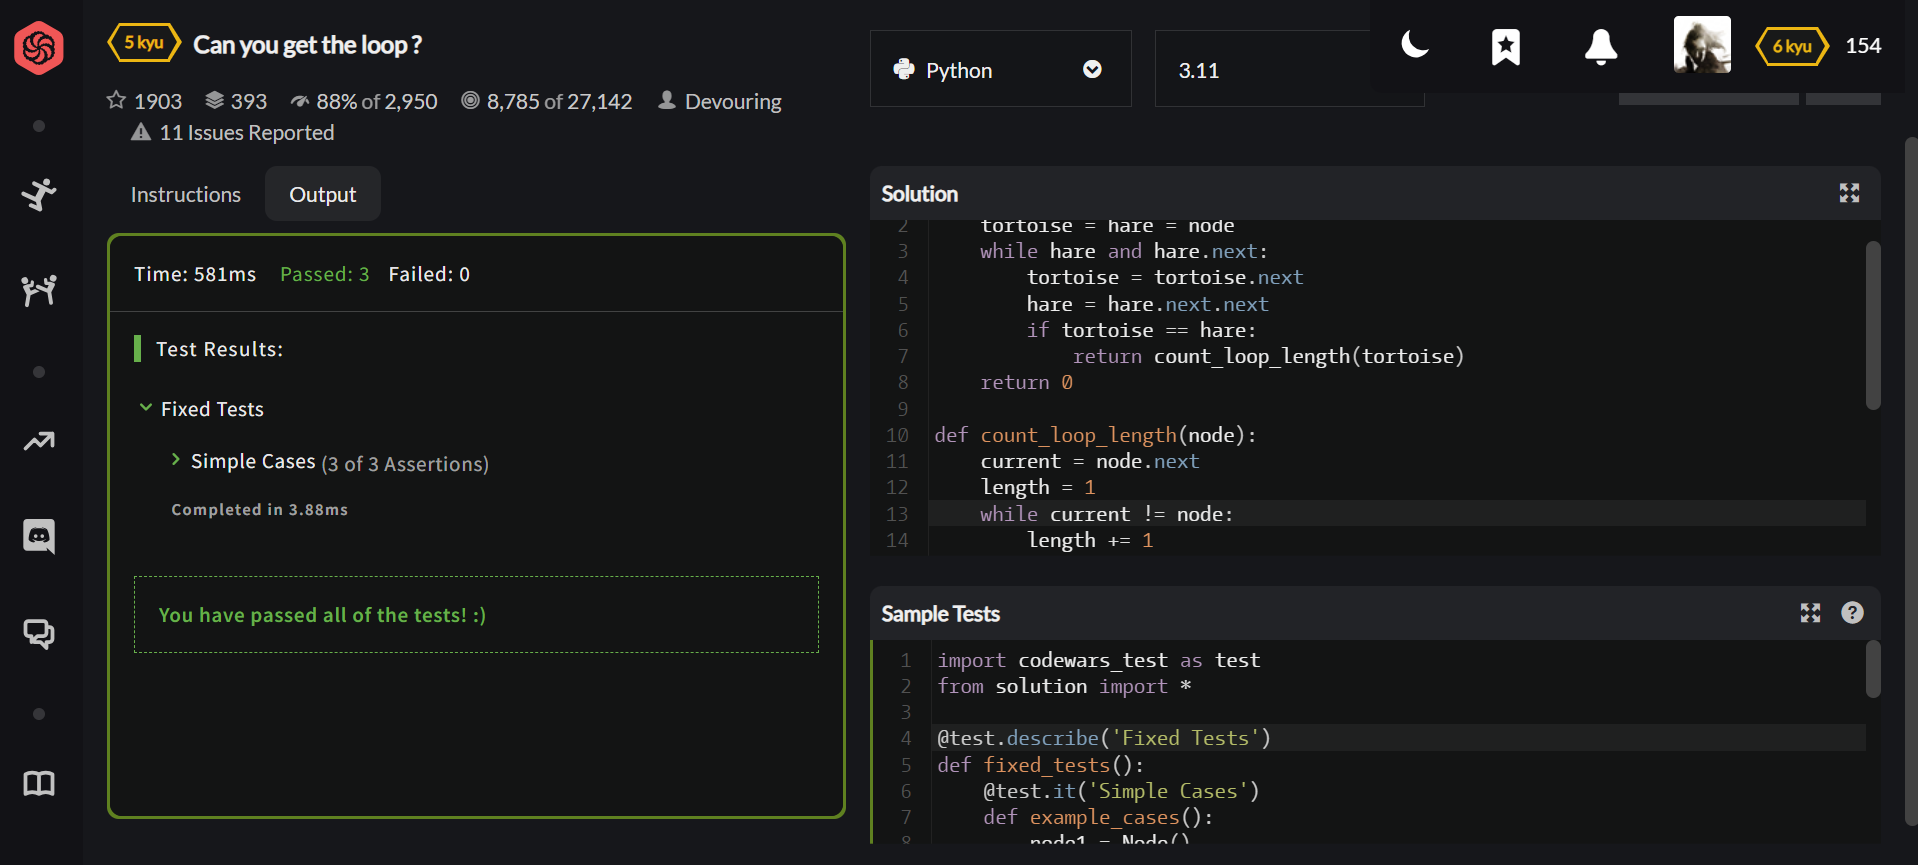 5 kyu Can you get the loop ?
1903 393 88% of 2,950 8,785 of 27,142 Devouring
11 Issues Reported
Python
3.11
6 kyu 154
Instructions Output
Time: 581ms Passed: 3 Failed: 0
Test Results:
Fixed Tests
Simple Cases (3 of 3 Assertions)
Completed in 3.88ms
You have passed all of the tests! :)
Solution
2 tortoise = hare = node
3 while hare and hare.next:
4 tortoise = tortoise.next
5 hare = hare.next.next
6 if tortoise == hare:
7 return count_loop_length(tortoise)
8 return 0
9
10 def count_loop_length(node):
11 current = node.next
12 length = 1
13 while current != node:
14 length += 1
Sample Tests
1 import codewars_test as test
2 from solution import *
3
4 @test.describe('Fixed Tests')
5 def fixed_tests():
6 @test.it('Simple Cases')
7 def example_cases():
8 node1 = Node()